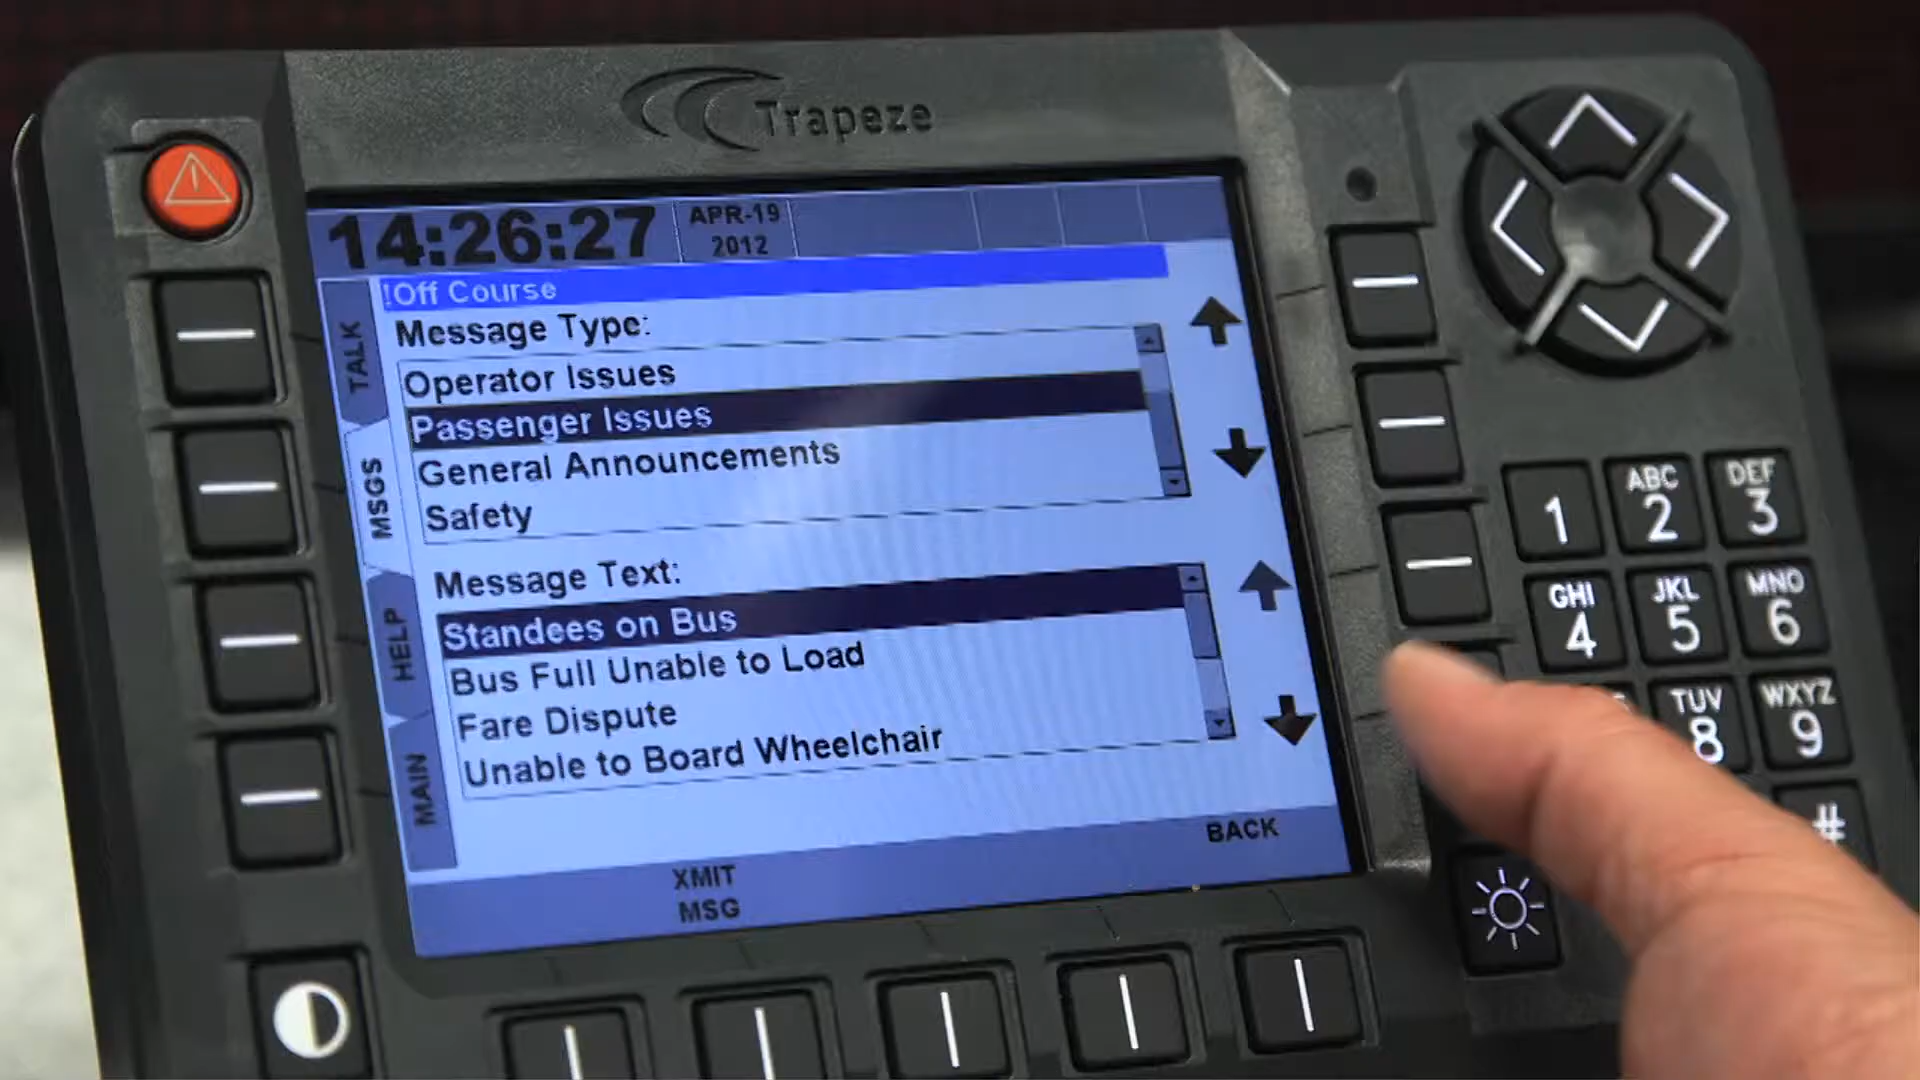 Trapeze
14:26:27
APR-19
2012
!Off Course
Message Type:
Operator Issues
Passenger Issues
General Announcements
Safety
Message Text:
Standees on Bus
Bus Full Unable to Load
Fare Dispute
Unable to Board Wheelchair
TALK
MSGS
HELP
MAIN
XMIT
MSG
BACK
1
ABC
2
DEF
3
GHI
4
JKL
5
MNO
6
TUV
8
WXYZ
9
#